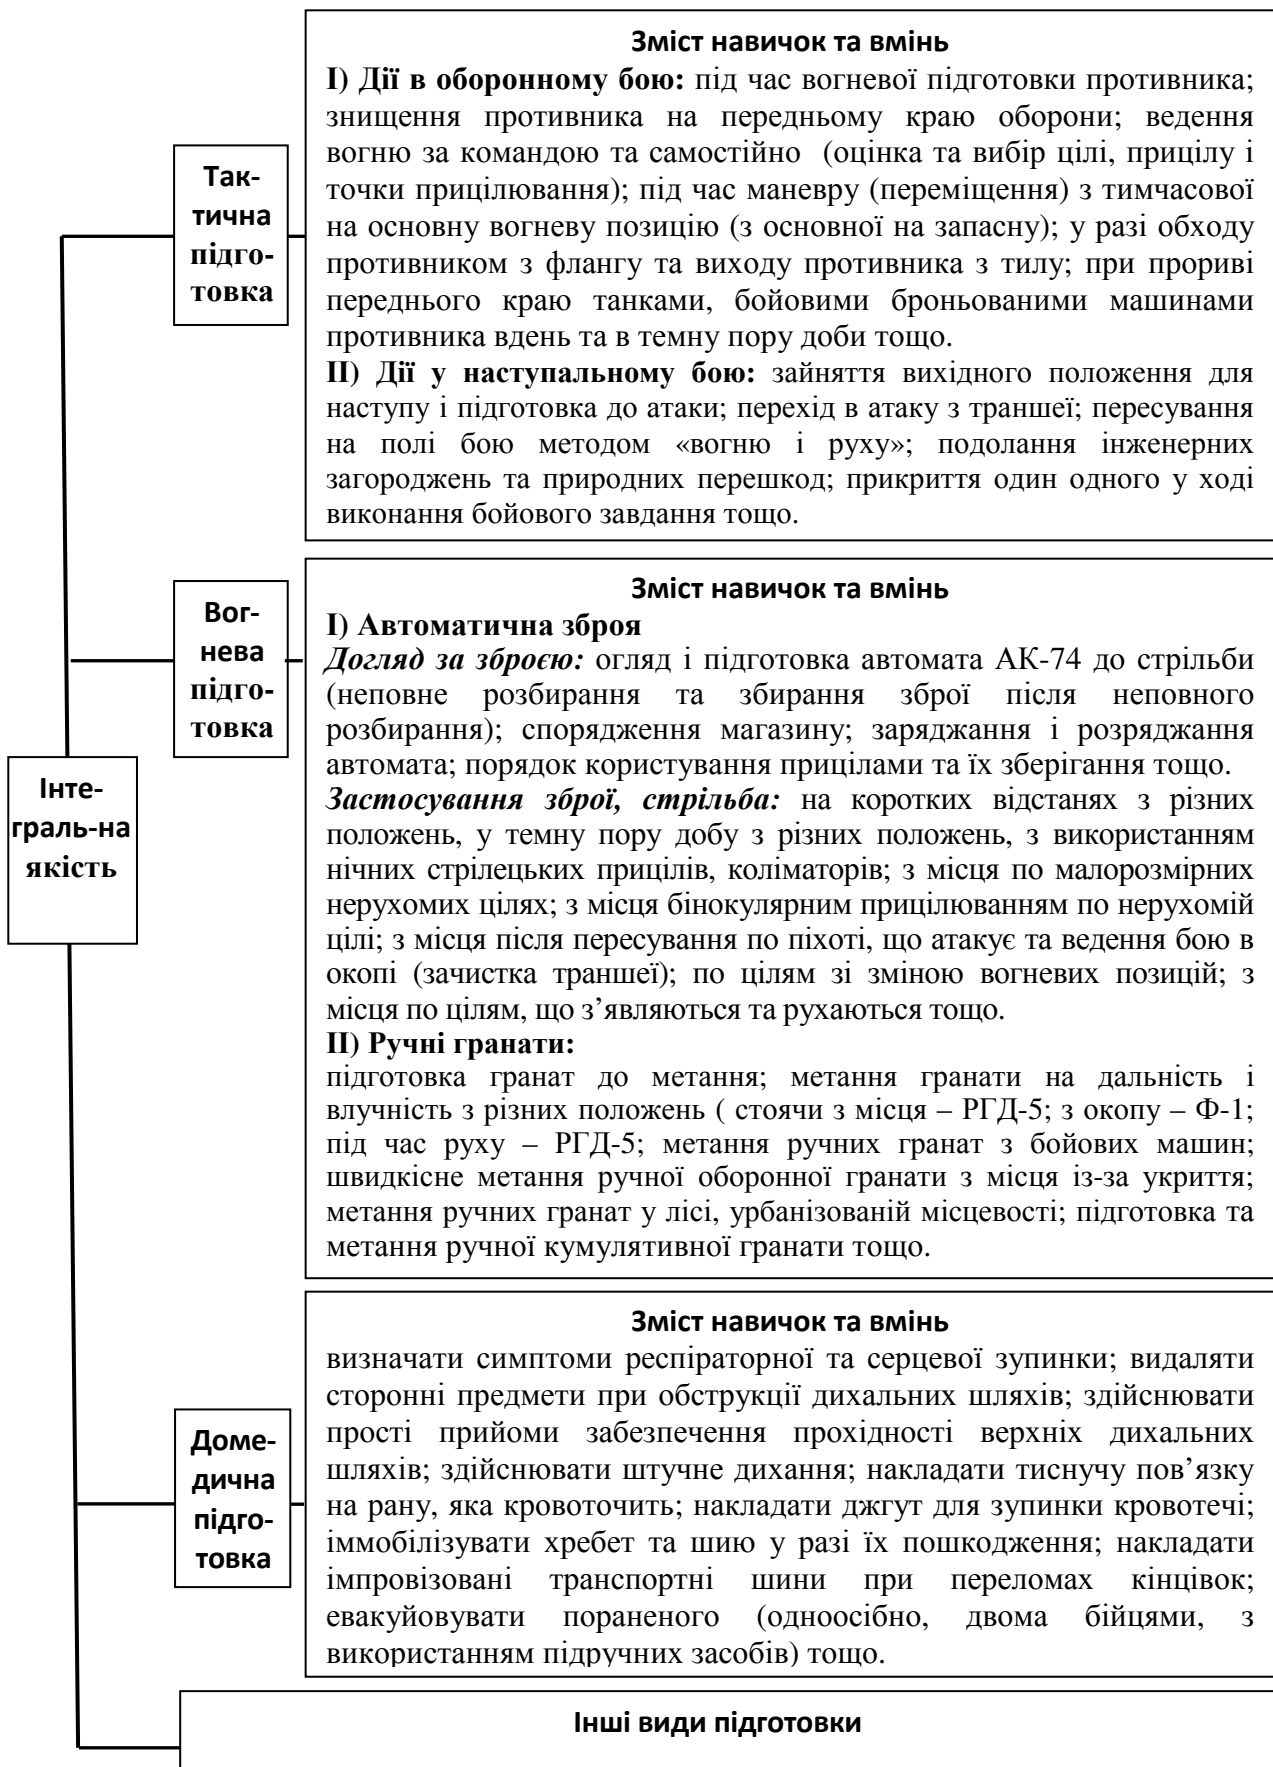 Зміст навичок та вмінь
І) Дії в оборонному бою: під час вогневої підготовки противника;
знищення противника на передньому краю оборони; ведення
вогню за командою та самостійно (оцінка та вибір цілі, прицілу і
точки прицілювання); під час маневру (переміщення) з тимчасової
на основну вогневу позицію (з основної на запасну); у разі обходу
противником з флангу та виходу противника з тилу; при прориві
переднього краю танками, бойовими броньованими машинами
противника вдень та в темну пору доби тощо.
ІІ) Дії у наступальному бою: зайняття вихідного положення для
наступу і підготовка до атаки; перехід в атаку з траншеї; пересування
на полі бою методом «вогню і руху»; подолання інженерних
загороджень та природних перешкод; прикриття один одного у ході
виконання бойового завдання тощо.
Так-
тична
підго-
товка
Зміст навичок та вмінь
І) Автоматична зброя
Догляд за зброєю: огляд і підготовка автомата АК-74 до стрільби
(неповне розбирання та збирання зброї після неповного
розбирання); спорядження магазину; заряджання і розряджання
автомата; порядок користування прицілами та їх зберігання тощо.
Застосування зброї, стрільба: на коротких відстанях з різних
положень, у темну пору добу з різних положень, з використанням
нічних стрілецьких прицілів, коліматорів; з місця по малорозмірних
нерухомих цілях; з місця бінокулярним прицілюванням по нерухомій
цілі; з місця після пересування по піхоті, що атакує та ведення бою в
окопі (зачистка траншеї); по цілям зі зміною вогневих позицій; з
місця по цілям, що з’являються та рухаються тощо.
ІІ) Ручні гранати:
підготовка гранат до метання; метання гранати на дальність і
влучність з різних положень ( стоячи з місця – РГД-5; з окопу – Ф-1;
під час руху – РГД-5; метання ручних гранат з бойових машин;
швидкісне метання ручної оборонної гранати з місця із-за укриття;
метання ручних гранат у лісі, урбанізованій місцевості; підготовка та
метання ручної кумулятивної гранати тощо.
Вог-
нева
підго-
товка
Інте-
граль-на
якість
Зміст навичок та вмінь
визначати симптоми респіраторної та серцевої зупинки; видаляти
сторонні предмети при обструкції дихальних шляхів; здійснювати
прості прийоми забезпечення прохідності верхніх дихальних
шляхів; здійснювати штучне дихання; накладати тиснучу пов’язку
на рану, яка кровоточить; накладати джгут для зупинки кровотечі;
іммобілізувати хребет та шию у разі їх пошкодження; накладати
імпровізовані транспортні шини при переломах кінцівок;
евакуйовувати пораненого (одноосібно, двома бійцями, з
використанням підручних засобів) тощо.
Доме-
дична
підго-
товка
Інші види підготовки